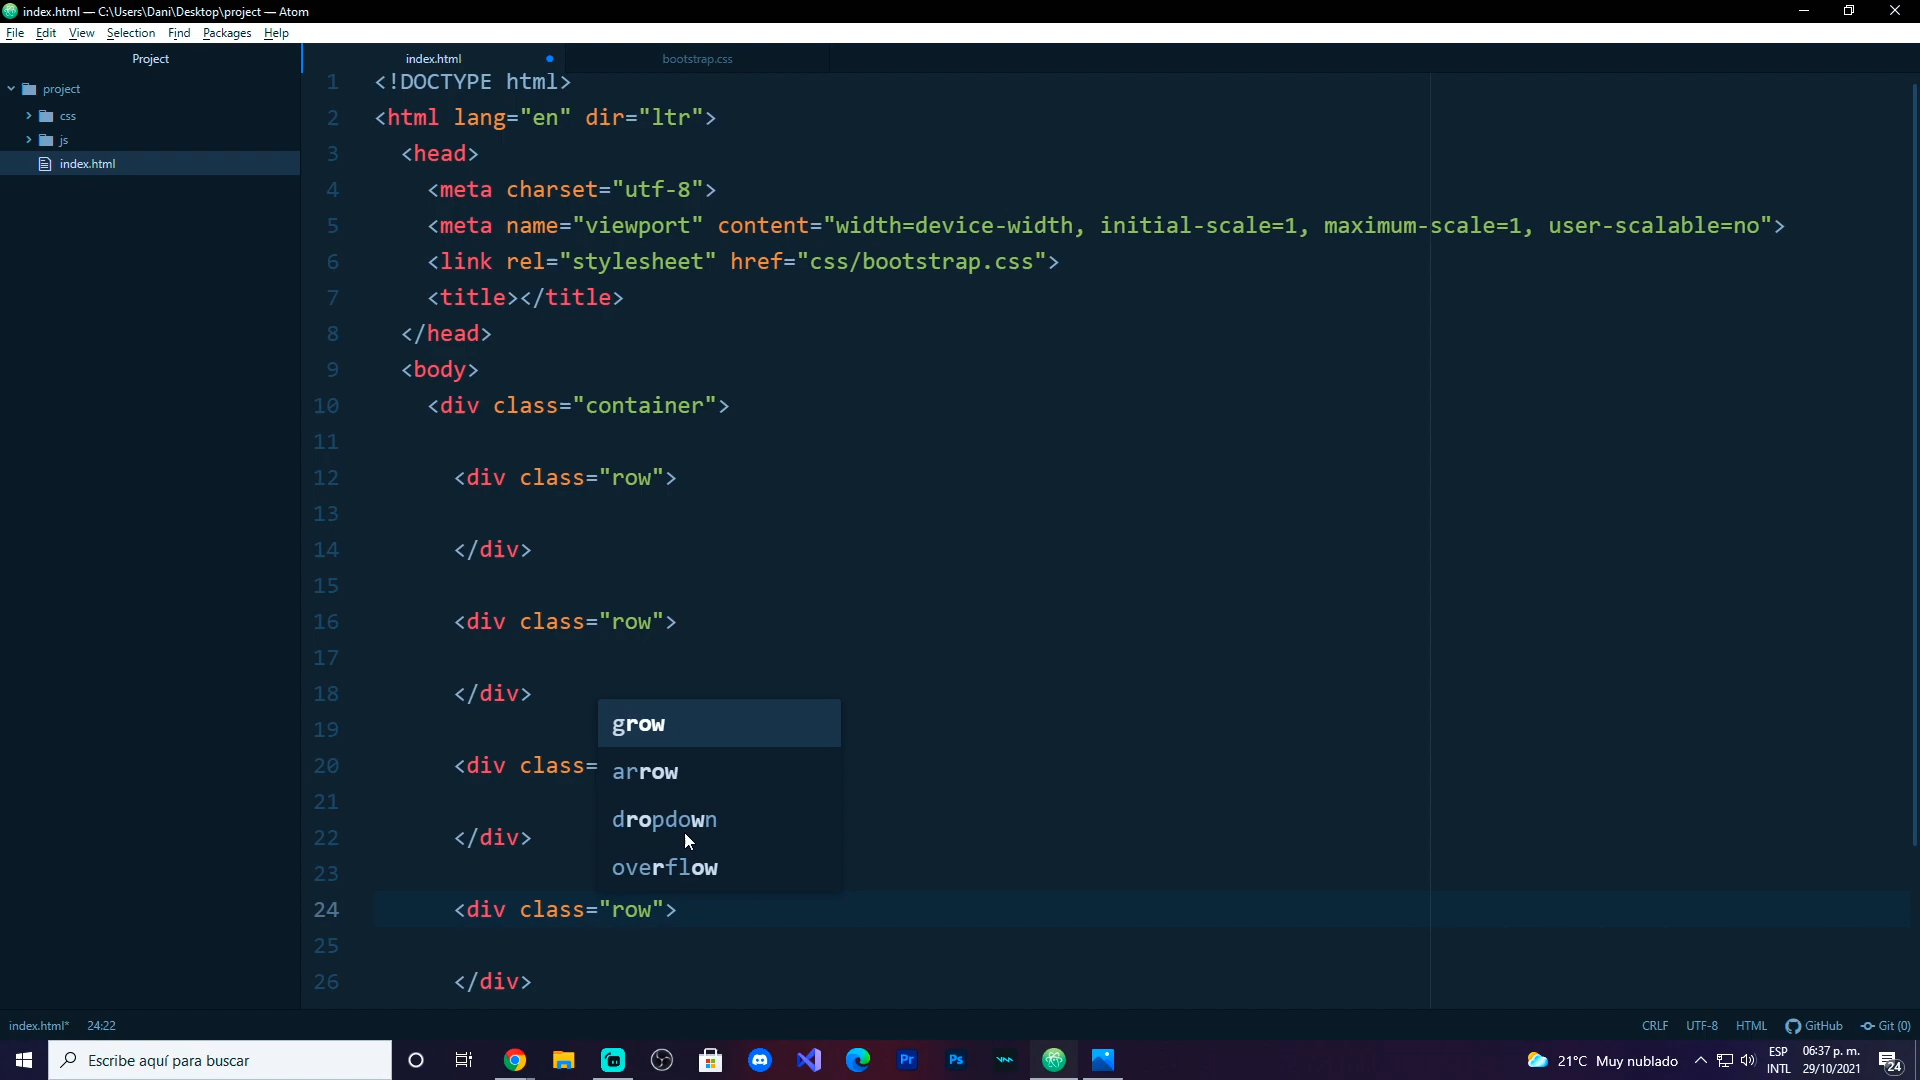 index.html — C:\Users\Dani\Desktop\project — Atom
File Edit View Selection Find Packages Help
Project
index.html
bootstrap.css
project
css
js
index.html
1 <!DOCTYPE html>
2 <html lang="en" dir="ltr">
3 <head>
4 <meta charset="utf-8">
5 <meta name="viewport" content="width=device-width, initial-scale=1, maximum-scale=1, user-scalable=no">
6 <link rel="stylesheet" href="css/bootstrap.css">
7 <title></title>
8 </head>
9 <body>
10 <div class="container">
11
12 <div class="row">
13
14 </div>
15
16 <div class="row">
17
18 </div>
19
20 <div class=
21
22 </div>
23
24 <div class="row">
25
26 </div>
grow
arrow
dropdown
overflow
index.html* 24:22
CRLF UTF-8 HTML GitHub Git (0)
Escribe aquí para buscar
Pr
Ps
21°C Muy nublado
ESP
INTL
06:37 p. m.
29/10/2021
24